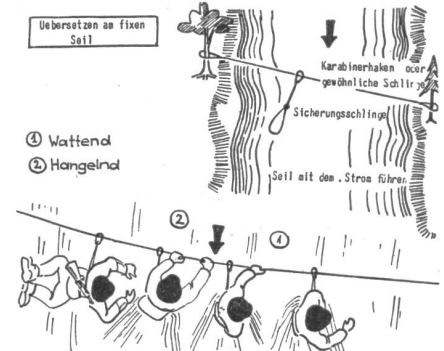 Uebersetzen am fixen
Seil
Karabinerhaken oder
gewöhnliche Schlinge
Sicherungsschlinge
① Wattend
② Hangelnd
Seil mit dem . Strom führen
②
①